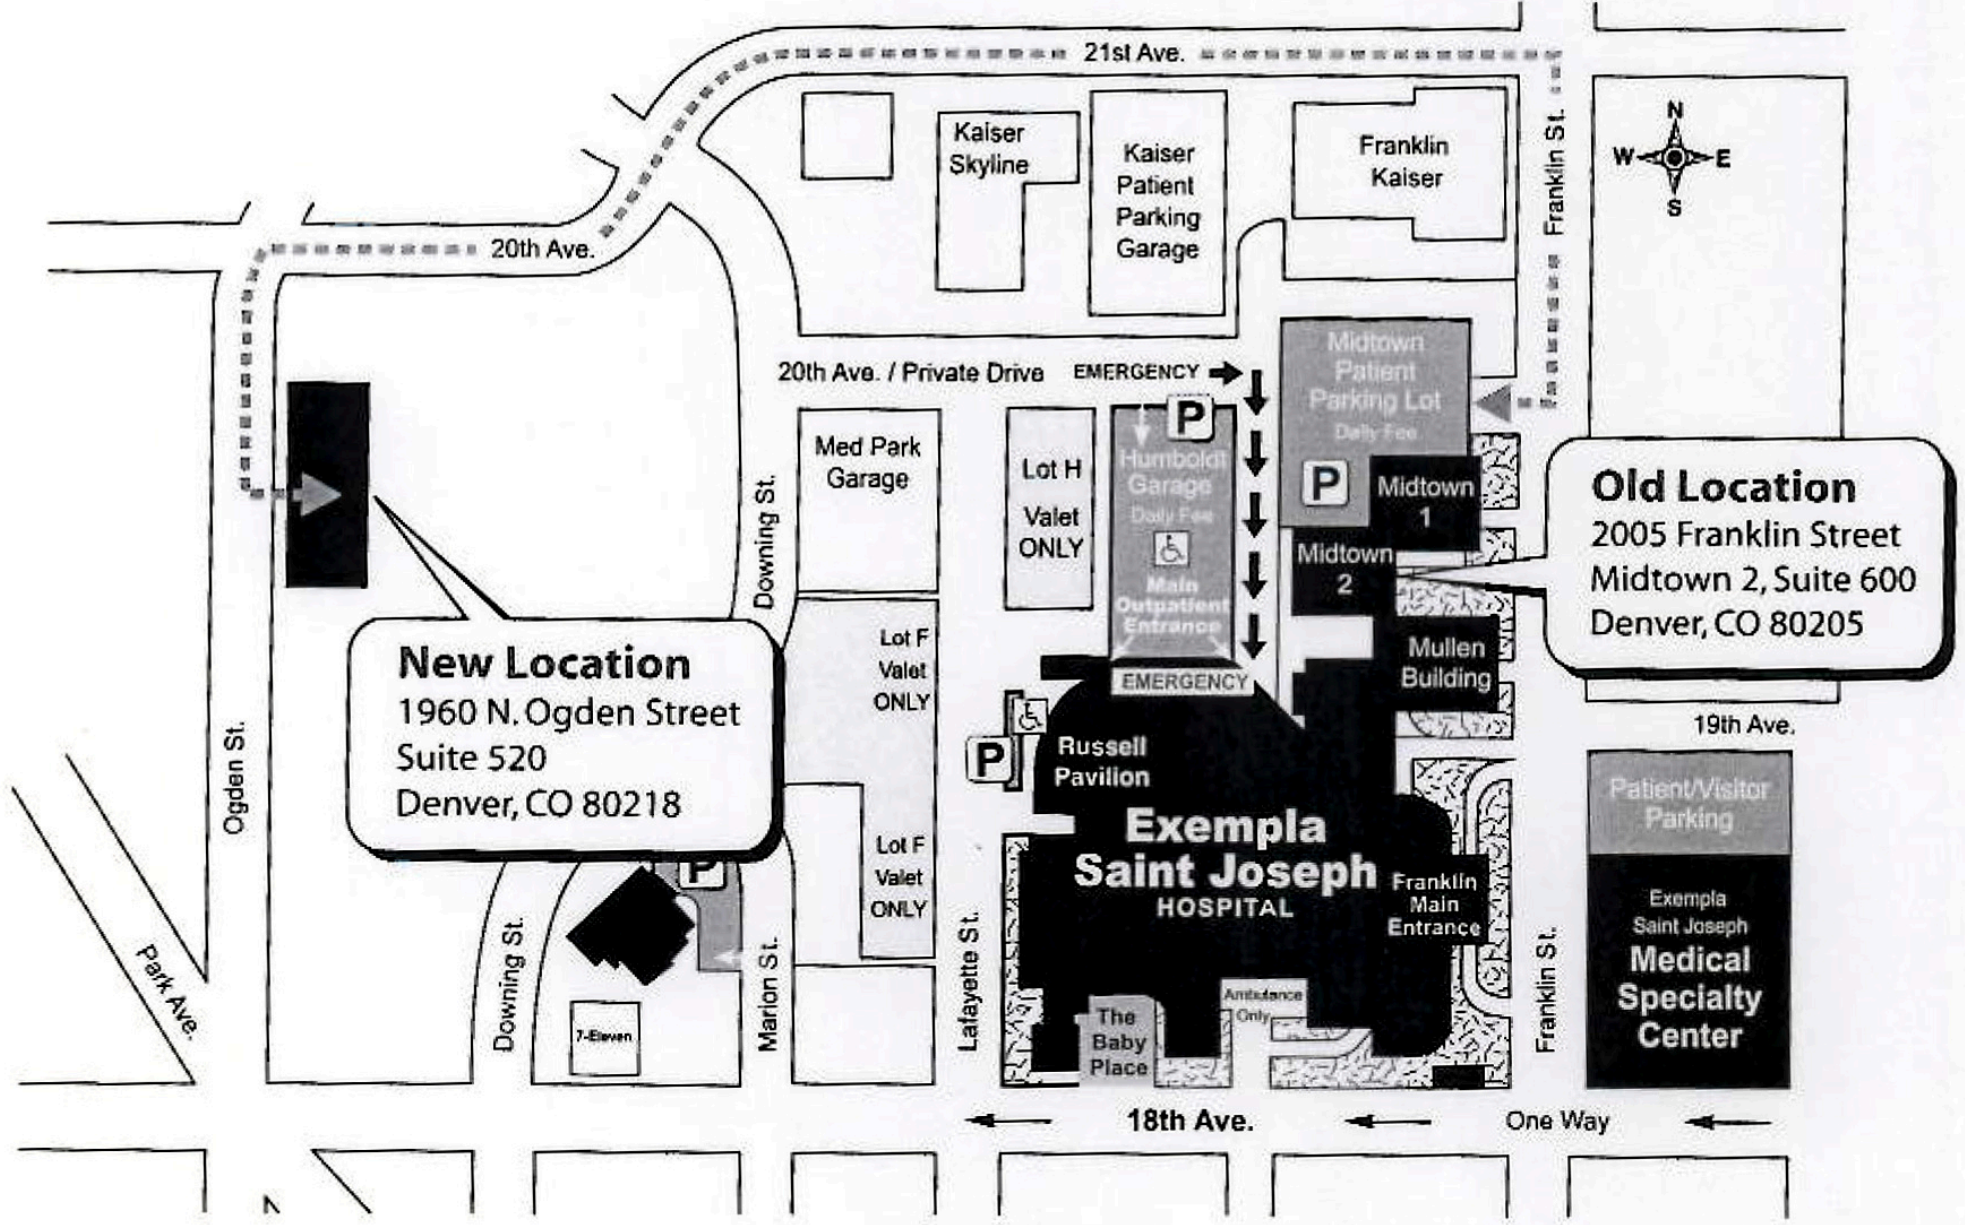 21st Ave.
N
W E
S
Kaiser
Skyline
Kaiser
Patient
Parking
Garage
Franklin
Kaiser
Franklin St.
20th Ave.
20th Ave. / Private Drive
EMERGENCY
Midtown
Patient
Parking Lot
Daily Fee
P
Midtown
1
Midtown
2
Old Location
2005 Franklin Street
Midtown 2, Suite 600
Denver, CO 80205
Med Park
Garage
Lot H
Valet
ONLY
P
Humboldt
Garage
Daily Fee
Main
Outpatient
Entrance
EMERGENCY
Downing St.
New Location
1960 N. Ogden Street
Suite 520
Denver, CO 80218
Lot F
Valet
ONLY
Mullen
Building
19th Ave.
Ogden St.
P
Russell
Pavilion
Exempla
Saint Joseph
HOSPITAL
Franklin
Main
Entrance
Patient/Visitor
Parking
Exempla
Saint Joseph
Medical
Specialty
Center
Lot F
Valet
ONLY
P
Park Ave.
Downing St.
7-Eleven
Marion St.
Lafayette St.
The
Baby
Place
Ambulance
Only
Franklin St.
18th Ave.
One Way